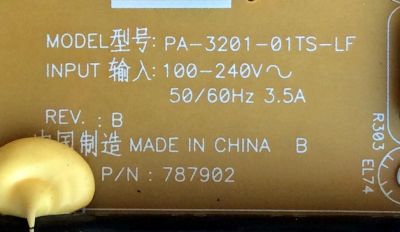 MODEL型号: PA-3201-01TS-LF
INPUT 输入: 100-240V～
50/60Hz 3.5A
REV. : B
中国制造 MADE IN CHINA B
P/N : 787902
R303
EL74